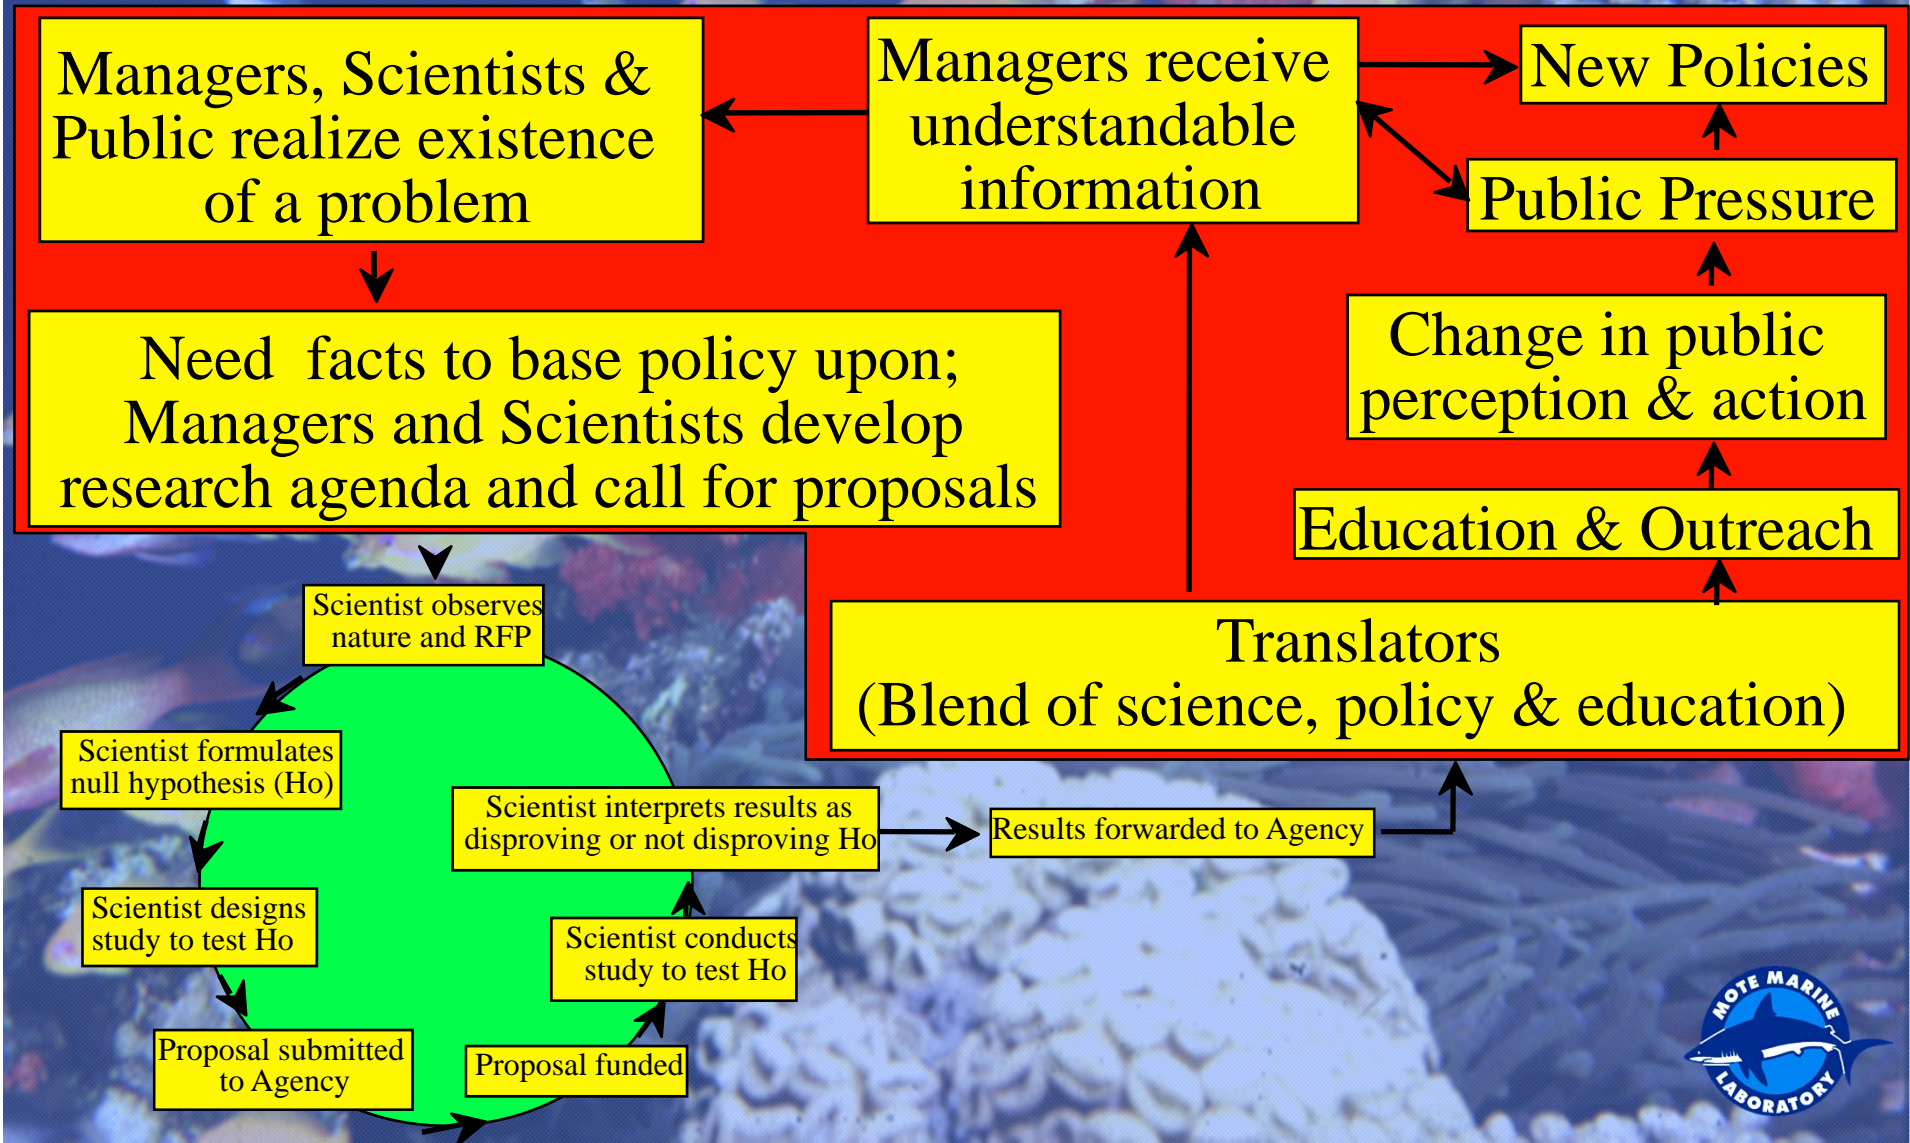 Managers, Scientists &
Public realize existence
of a problem
Managers receive
understandable
information
New Policies
Public Pressure
Need facts to base policy upon;
Managers and Scientists develop
research agenda and call for proposals
Change in public
perception & action
Education & Outreach
Translators
(Blend of science, policy & education)
Scientist observes
nature and RFP
Scientist formulates
null hypothesis (Ho)
Scientist interprets results as
disproving or not disproving Ho
Results forwarded to Agency
Scientist designs
study to test Ho
Scientist conducts
study to test Ho
Proposal submitted
to Agency
Proposal funded
MOTE MARINE
LABORATORY